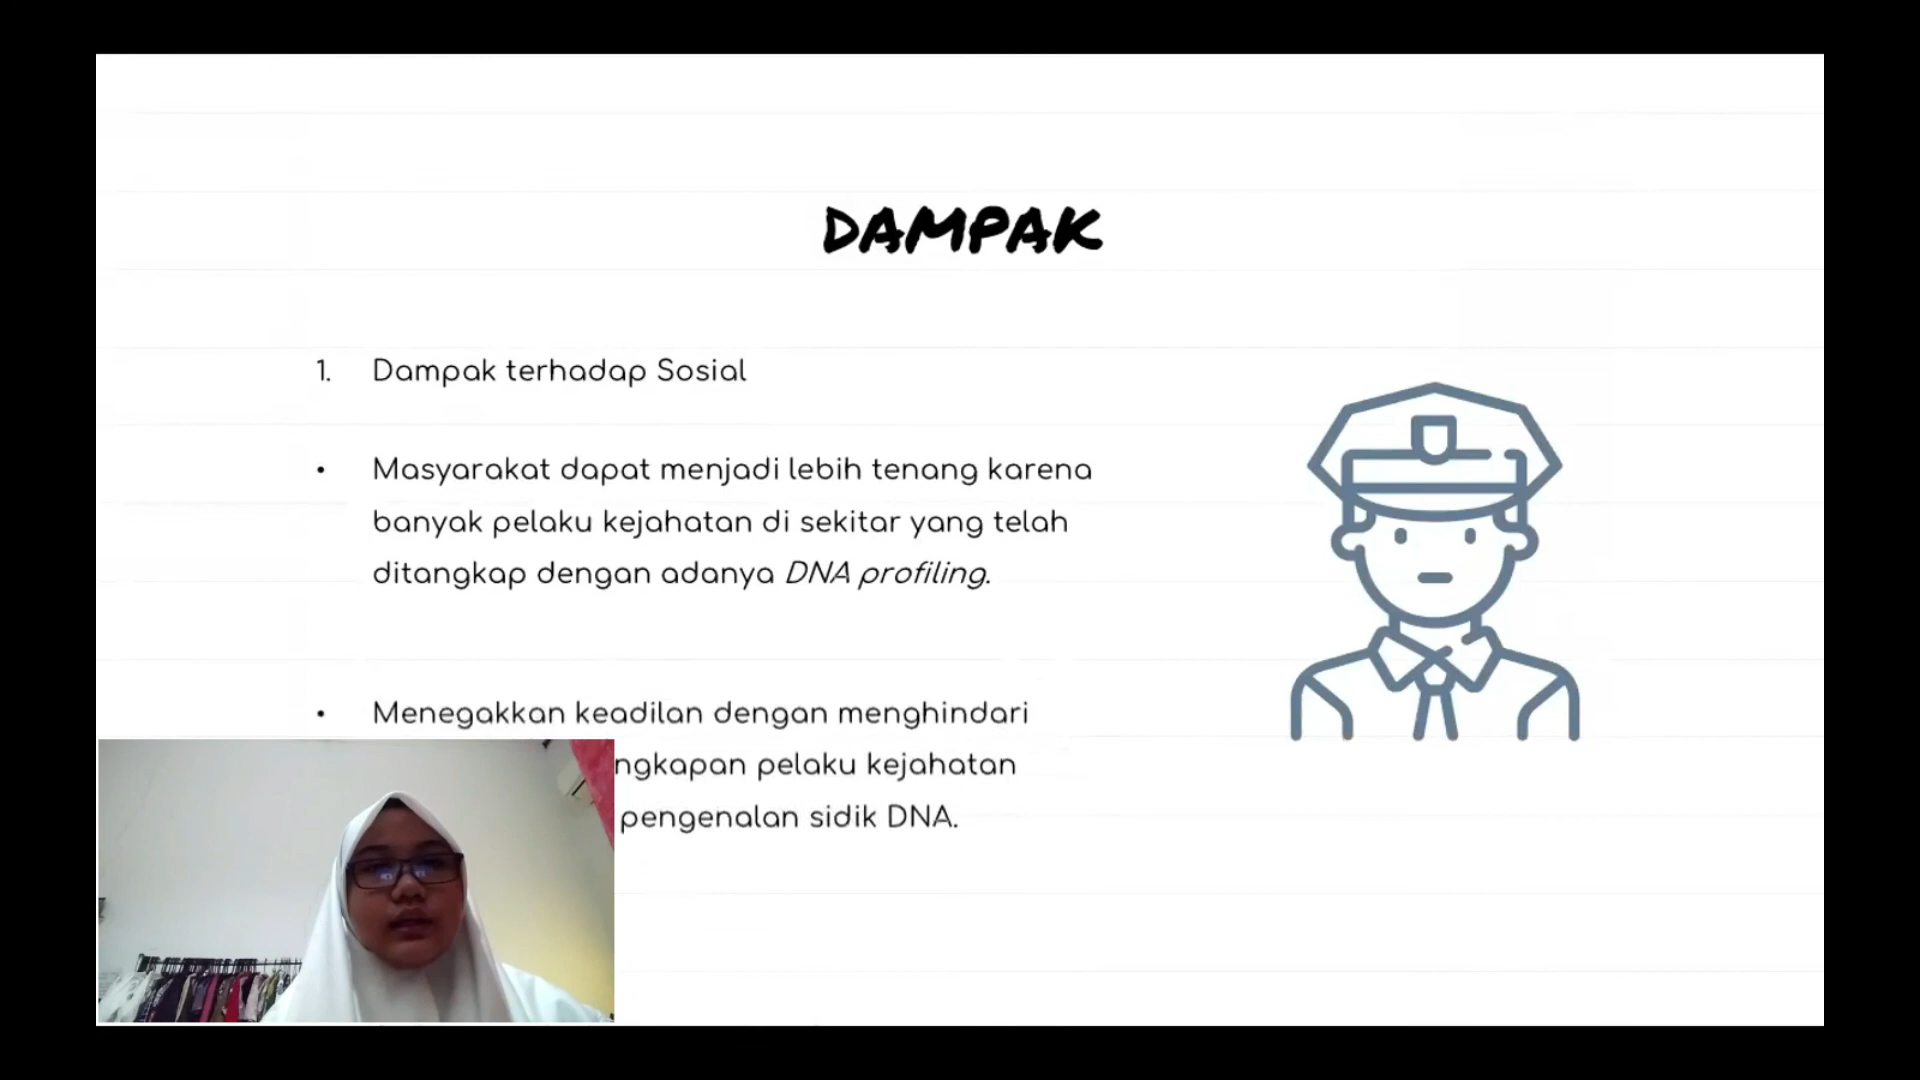 DAMPAK
1. Dampak terhadap Sosial
• Masyarakat dapat menjadi lebih tenang karena
banyak pelaku kejahatan di sekitar yang telah
ditangkap dengan adanya DNA profiling.
• Menegakkan keadilan dengan menghindari
pelaku kejahatan
pengenalan sidik DNA.